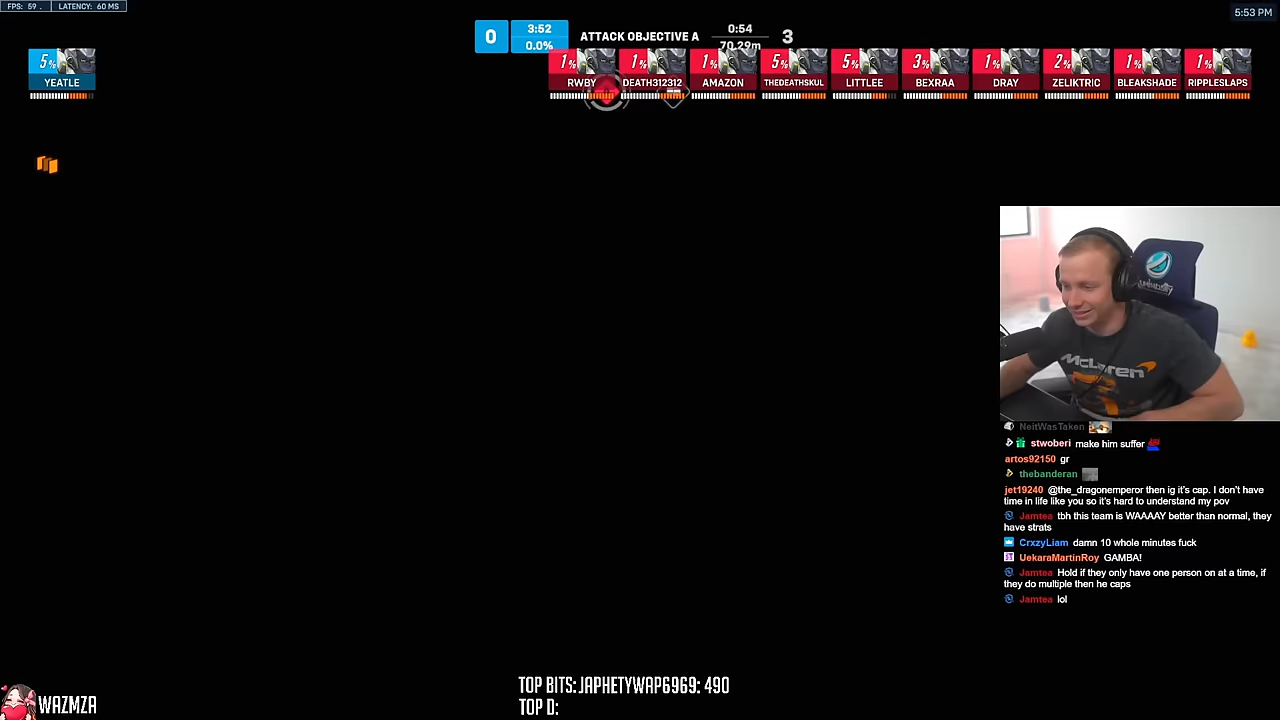 FPS: 59 . LATENCY: 60 MS
5:53 PM
0 3:52 0.0% ATTACK OBJECTIVE A 0:54 70.29m 3
5% 1% 1% 1% 5% 5% 3% 1% 2% 1% 1%
YEATLE RWBY DEATH312312 AMAZON THEDEATHSKUL LITTLEE BEXRAA DRAY ZELIKTRIC BLEAKSHADE RIPPLESLAPS
McLaren
NeitWasTaken
stwoberi make him suffer
artos92150 gr
thebanderan
jet19240 @the_dragonemperor then ig it's cap. I don't have
time in life like you so it's hard to understand my pov
Jamtea tbh this team is WAAAAY better than normal, they
have strats
CrxzyLiam damn 10 whole minutes fuck
UekaraMartinRoy GAMBA!
Jamtea Hold if they only have one person on at a time, if
they do multiple then he caps
Jamtea lol
TOP BITS: JAPHETYWAP6969: 490
TOP D:
WAZMZA